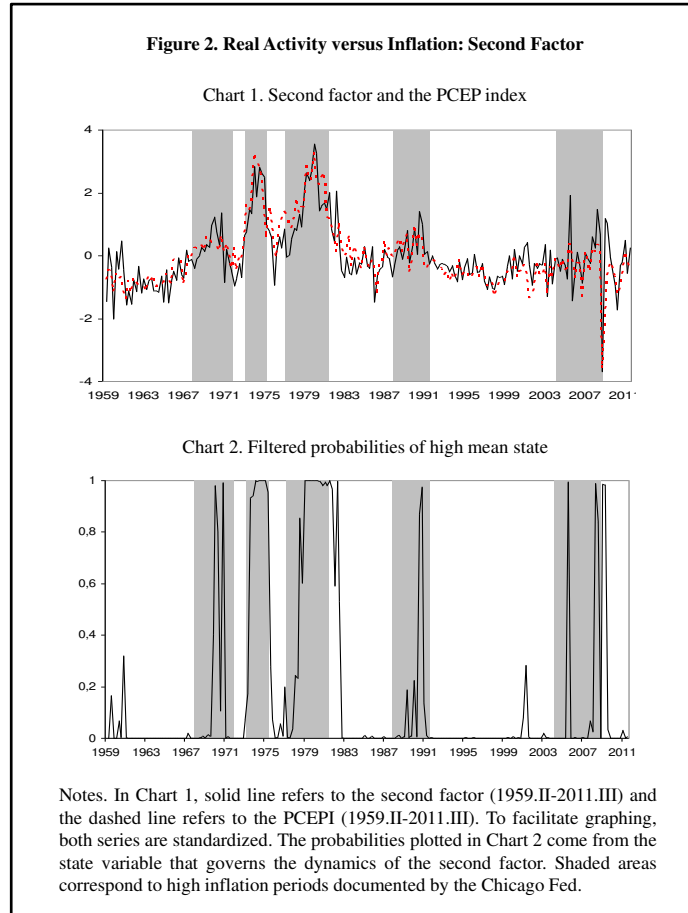 Figure 2. Real Activity versus Inflation: Second Factor
Chart 1. Second factor and the PCEP index
4
2
0
-2
-4
1959 1963 1967 1971 1975 1979 1983 1987 1991 1995 1999 2003 2007 2011
Chart 2. Filtered probabilities of high mean state
1
0,8
0,6
0,4
0,2
0
1959 1963 1967 1971 1975 1979 1983 1987 1991 1995 1999 2003 2007 2011
Notes. In Chart 1, solid line refers to the second factor (1959.II-2011.III) and
the dashed line refers to the PCEPI (1959.II-2011.III). To facilitate graphing,
both series are standardized. The probabilities plotted in Chart 2 come from the
state variable that governs the dynamics of the second factor. Shaded areas
correspond to high inflation periods documented by the Chicago Fed.